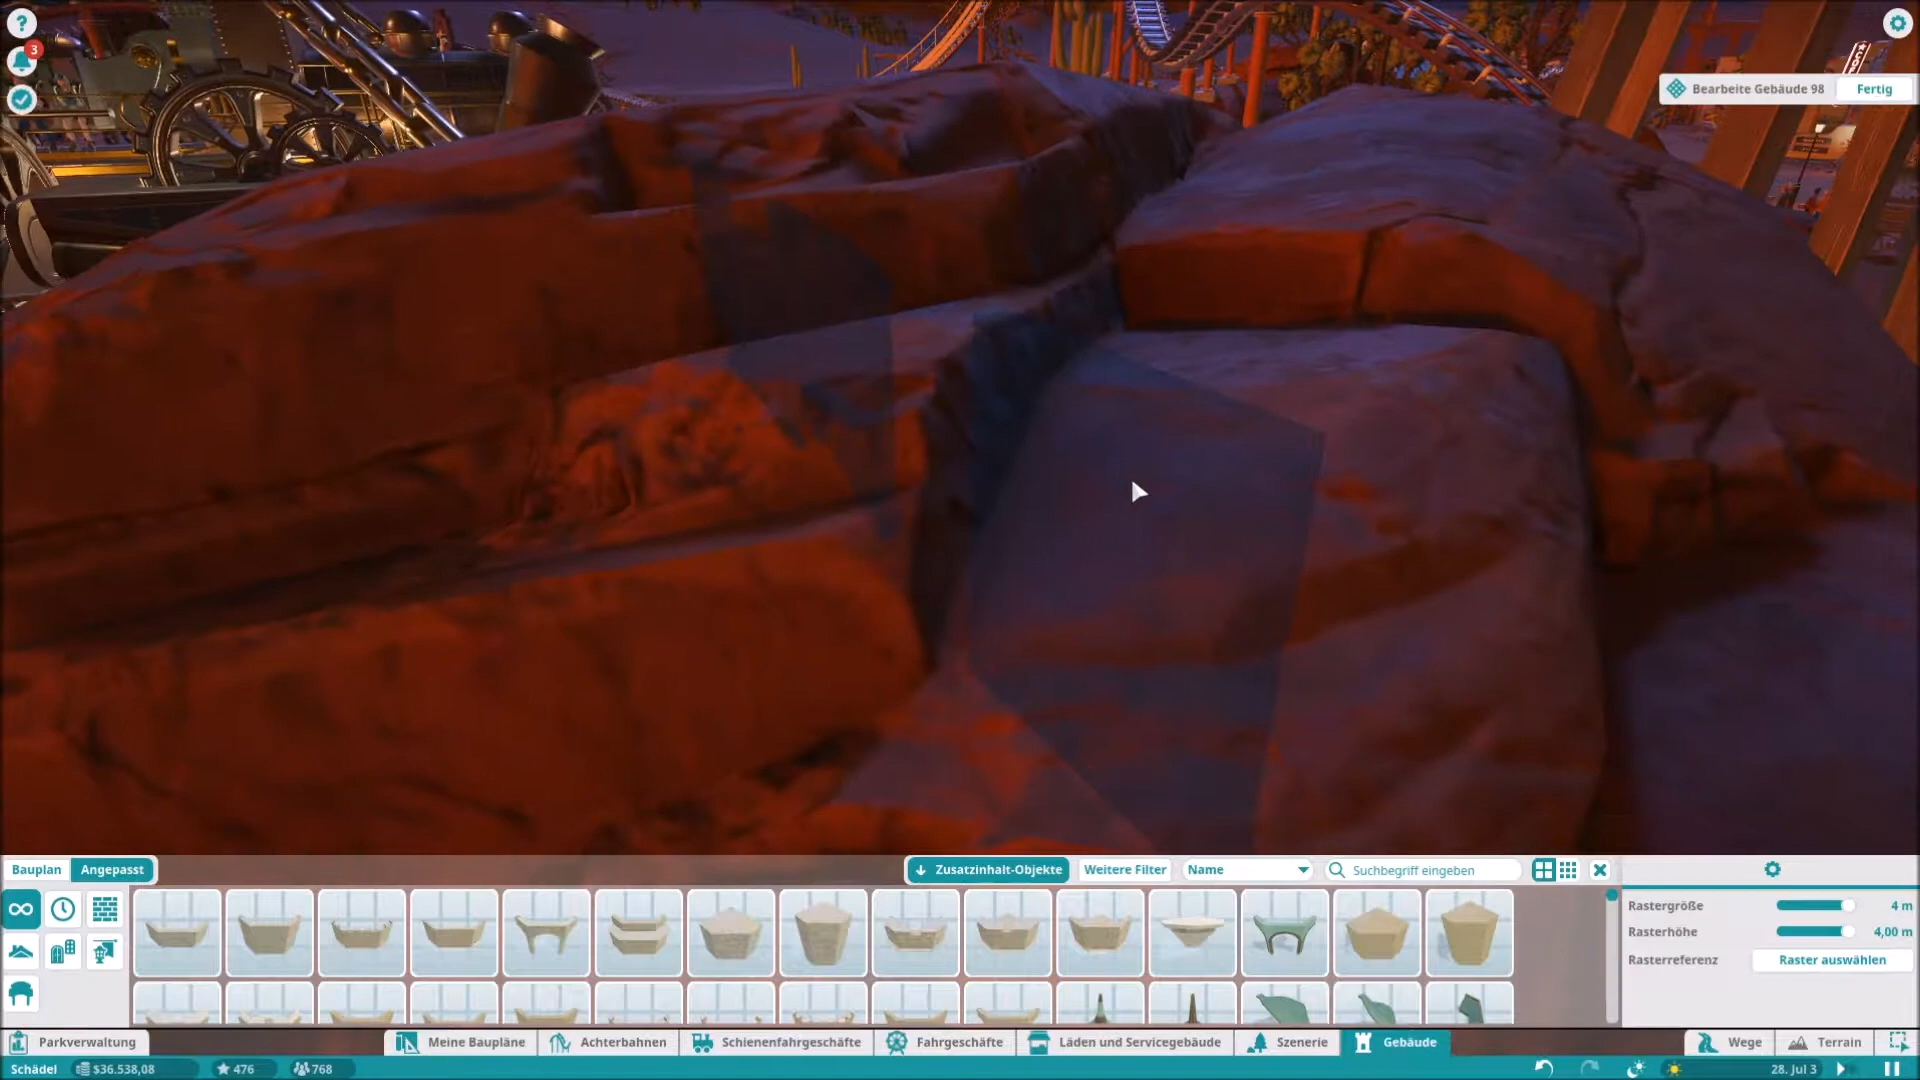 ?
3
Bearbeite Gebäude 98
Fertig
Bauplan
Angepasst
Zusatzinhalt-Objekte
Weitere Filter
Name
Suchbegriff eingeben
Rastergröße
4 m
Rasterhöhe
4,00 m
Rasterreferenz
Raster auswählen
Parkverwaltung
Meine Baupläne
Achterbahnen
Schienenfahrgeschäfte
Fahrgeschäfte
Läden und Servicegebäude
Szenerie
Gebäude
Wege
Terrain
Schädel
$36.538,08
476
768
28. Jul 3